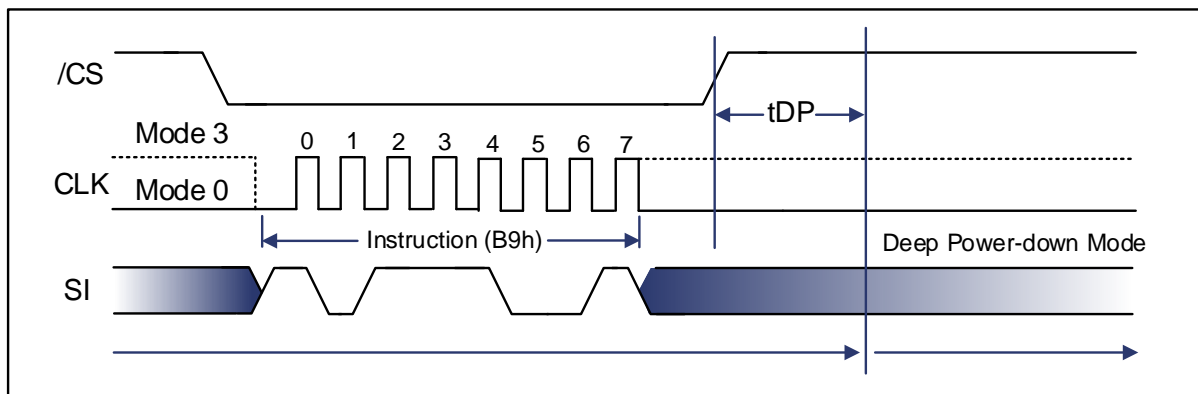 /CS
tDP
Mode 3
0 1 2 3 4 5 6 7
CLK
Mode 0
Instruction (B9h)
Deep Power-down Mode
SI